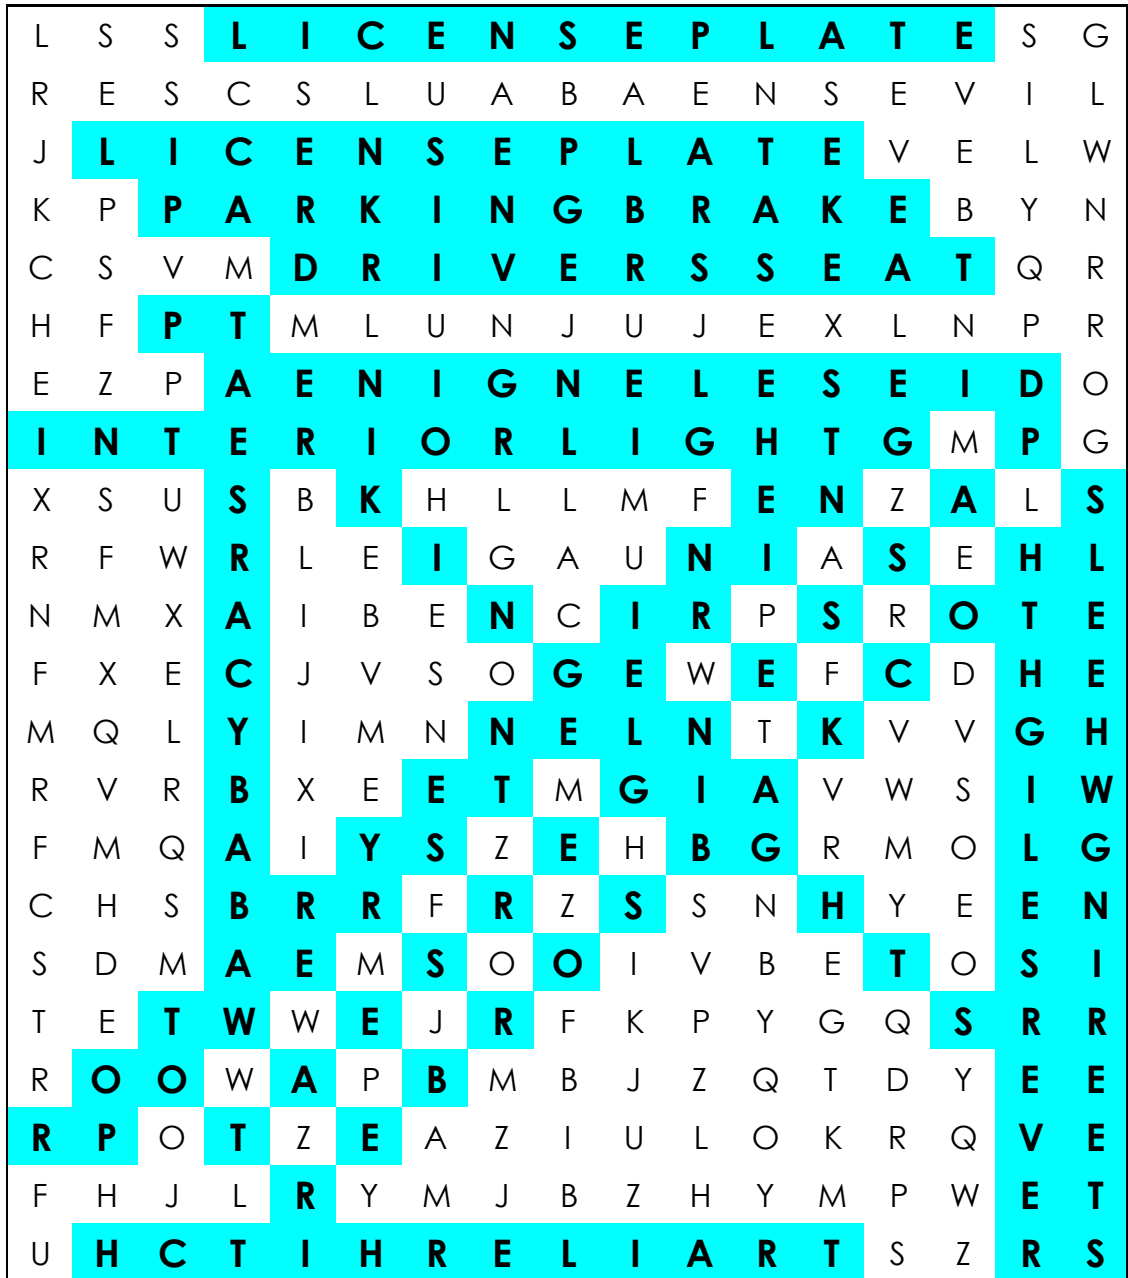 L S S L I C E N S E P L A T E S G
R E S C S L U A B A E N S E V I L
J L I C E N S E P L A T E V E L W
K P P A R K I N G B R A K E B Y N
C S V M D R I V E R S S E A T Q R
H F P T M L U N J U J E X L N P R
E Z P A E N I G N E L E S E I D O
I N T E R I O R L I G H T G M P G
X S U S B K H L L M F E N Z A L S
R F W R L E I G A U N I A S E H L
N M X A I B E N C I R P S R O T E
F X E C J V S O G E W E F C D H E
M Q L Y I M N N E L N T K V V G H
R V R B X E E T M G I A V W S I W
F M Q A I Y S Z E H B G R M O L G
C H S B R R F R Z S S N H Y E E N
S D M A E M S O O I V B E T O S I
T E T W W E J R F K P Y G Q S R R
R O O W A P B M B J Z Q T D Y E E
R P O T Z E A Z I U L O K R Q V E
F H J L R Y M J B Z H Y M P W E T
U H C T I H R E L I A R T S Z R S